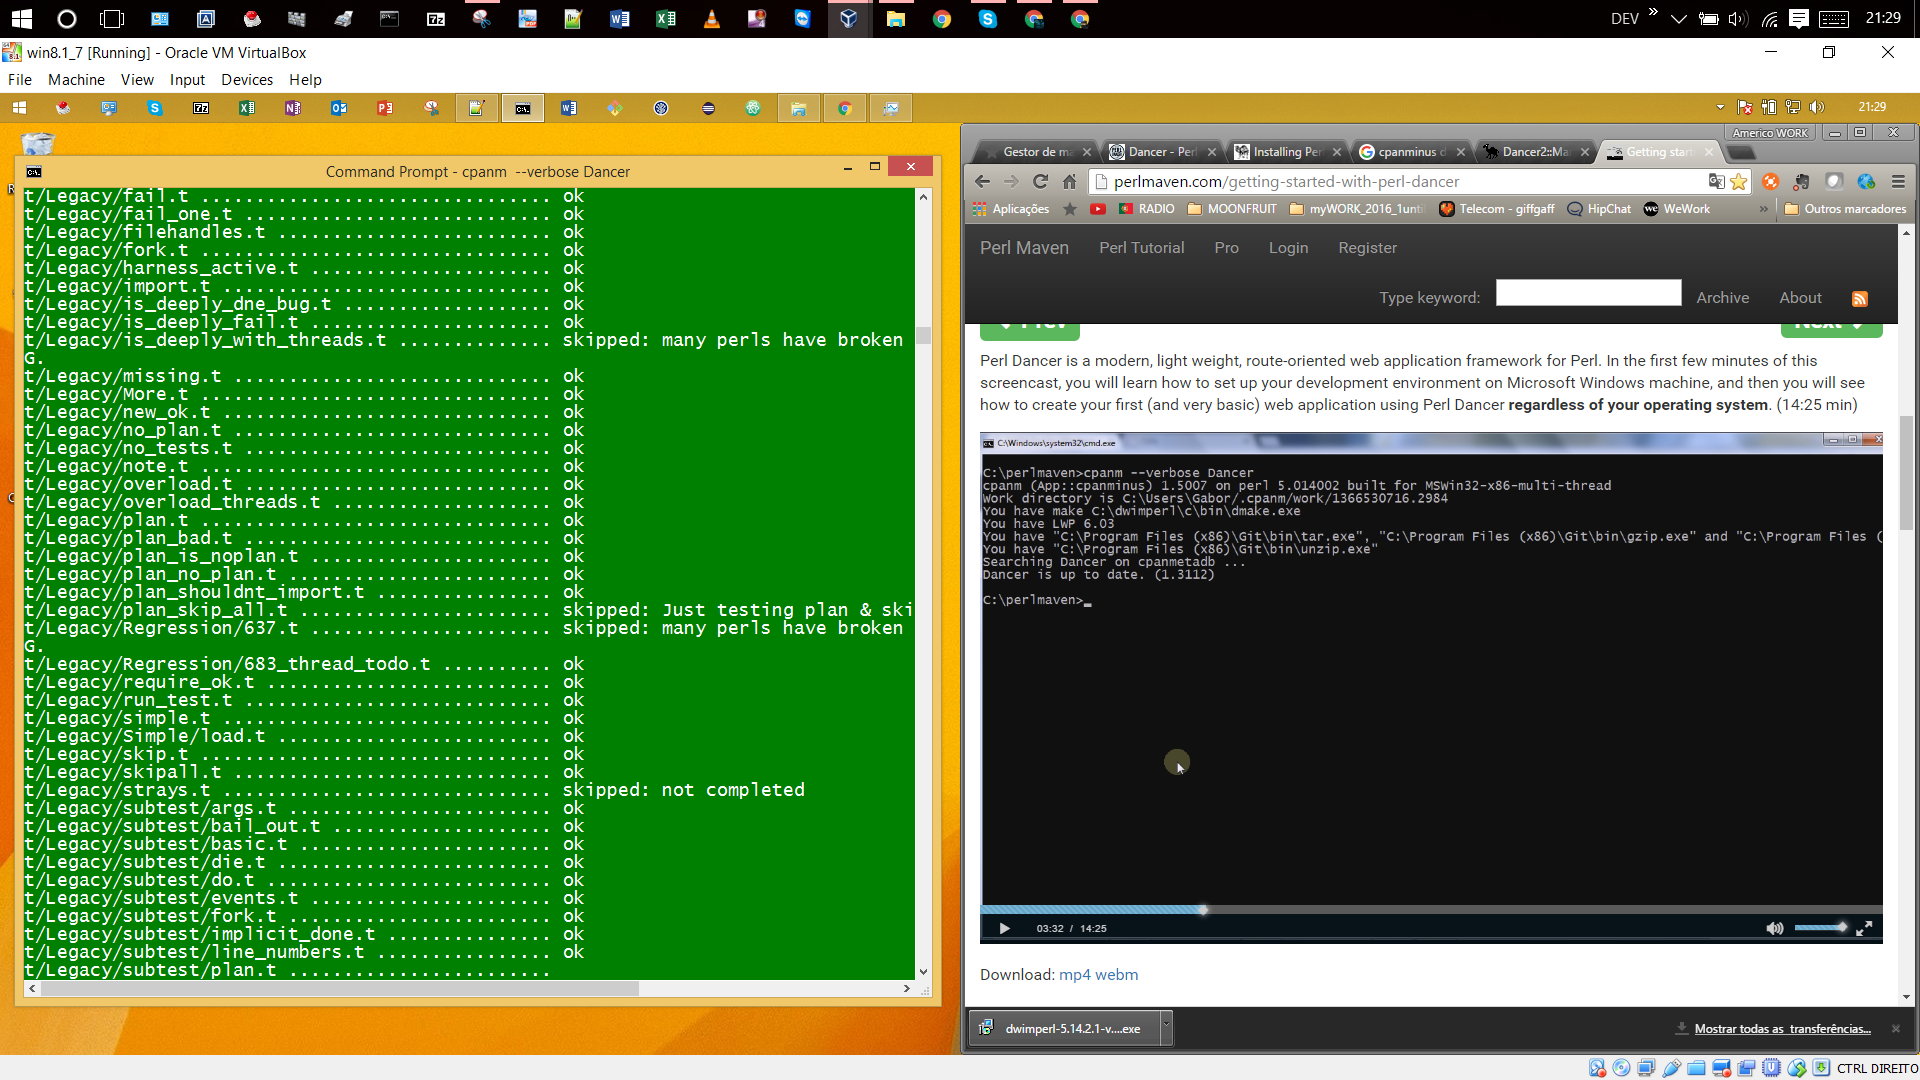 DEV
21:29
win8.1_7 [Running] - Oracle VM VirtualBox
File Machine View Input Devices Help
21:29
Command Prompt - cpanm  --verbose Dancer
t/Legacy/fail.t ................................ ok
t/Legacy/fail_one.t ............................ ok
t/Legacy/filehandles.t ......................... ok
t/Legacy/fork.t ................................ ok
t/Legacy/harness_active.t ...................... ok
t/Legacy/import.t .............................. ok
t/Legacy/is_deeply_dne_bug.t .................... ok
t/Legacy/is_deeply_fail.t ...................... ok
t/Legacy/is_deeply_with_threads.t .............. skipped: many perls have broken
G.
t/Legacy/missing.t ............................. ok
t/Legacy/More.t ................................ ok
t/Legacy/new_ok.t .............................. ok
t/Legacy/no_plan.t ............................. ok
t/Legacy/no_tests.t ............................ ok
t/Legacy/note.t ................................ ok
t/Legacy/overload.t ............................ ok
t/Legacy/overload_threads.t .................... ok
t/Legacy/plan.t ................................ ok
t/Legacy/plan_bad.t ............................ ok
t/Legacy/plan_is_noplan.t ...................... ok
t/Legacy/plan_no_plan.t ........................ ok
t/Legacy/plan_shouldnt_import.t ................ ok
t/Legacy/plan_skip_all.t ....................... skipped: Just testing plan & ski
t/Legacy/Regression/637.t ...................... skipped: many perls have broken
G.
t/Legacy/Regression/683_thread_todo.t .......... ok
t/Legacy/require_ok.t .......................... ok
t/Legacy/run_test.t ............................ ok
t/Legacy/simple.t .............................. ok
t/Legacy/Simple/load.t ......................... ok
t/Legacy/skip.t ................................ ok
t/Legacy/skipall.t ............................. ok
t/Legacy/strays.t .............................. skipped: not completed
t/Legacy/subtest/args.t ........................ ok
t/Legacy/subtest/bail_out.t .................... ok
t/Legacy/subtest/basic.t ....................... ok
t/Legacy/subtest/die.t ......................... ok
t/Legacy/subtest/do.t .......................... ok
t/Legacy/subtest/events.t ...................... ok
t/Legacy/subtest/fork.t ........................ ok
t/Legacy/subtest/implicit_done.t ............... ok
t/Legacy/subtest/line_numbers.t ................ ok
t/Legacy/subtest/plan.t ........................
Americo WORK
Gestor de ma
Dancer - Perl
Installing Per
cpanminus d
Dancer2::Ma
Getting start
perlmaven.com/getting-started-with-perl-dancer
Aplicações
RADIO
MOONFRUIT
myWORK_2016_1unti
Telecom - giffgaff
HipChat
WeWork
»
Outros marcadores
Perl Maven Perl Tutorial Pro Login Register
Type keyword: Archive About
Prev
Next
Perl Dancer is a modern, light weight, route-oriented web application framework for Perl. In the first few minutes of this
screencast, you will learn how to set up your development environment on Microsoft Windows machine, and then you will see
how to create your first (and very basic) web application using Perl Dancer regardless of your operating system. (14:25 min)
C:\Windows\system32\cmd.exe
C:\perlmaven>cpanm --verbose Dancer
cpanm (App::cpanminus) 1.5007 on perl 5.014002 built for MSWin32-x86-multi-thread
Work directory is C:\Users\Gabor/.cpanm/work/1366530716.2984
You have make C:\dwimperl\c\bin\dmake.exe
You have LWP 6.03
You have "C:\Program Files (x86)\Git\bin\tar.exe", "C:\Program Files (x86)\Git\bin\gzip.exe" and "C:\Program Files (
You have "C:\Program Files (x86)\Git\bin\unzip.exe"
Searching Dancer on cpanmetadb ...
Dancer is up to date. (1.3112)
C:\perlmaven>_
03:32 / 14:25
Download: mp4 webm
dwimperl-5.14.2.1-v....exe
Mostrar todas as transferências...
CTRL DIREITO